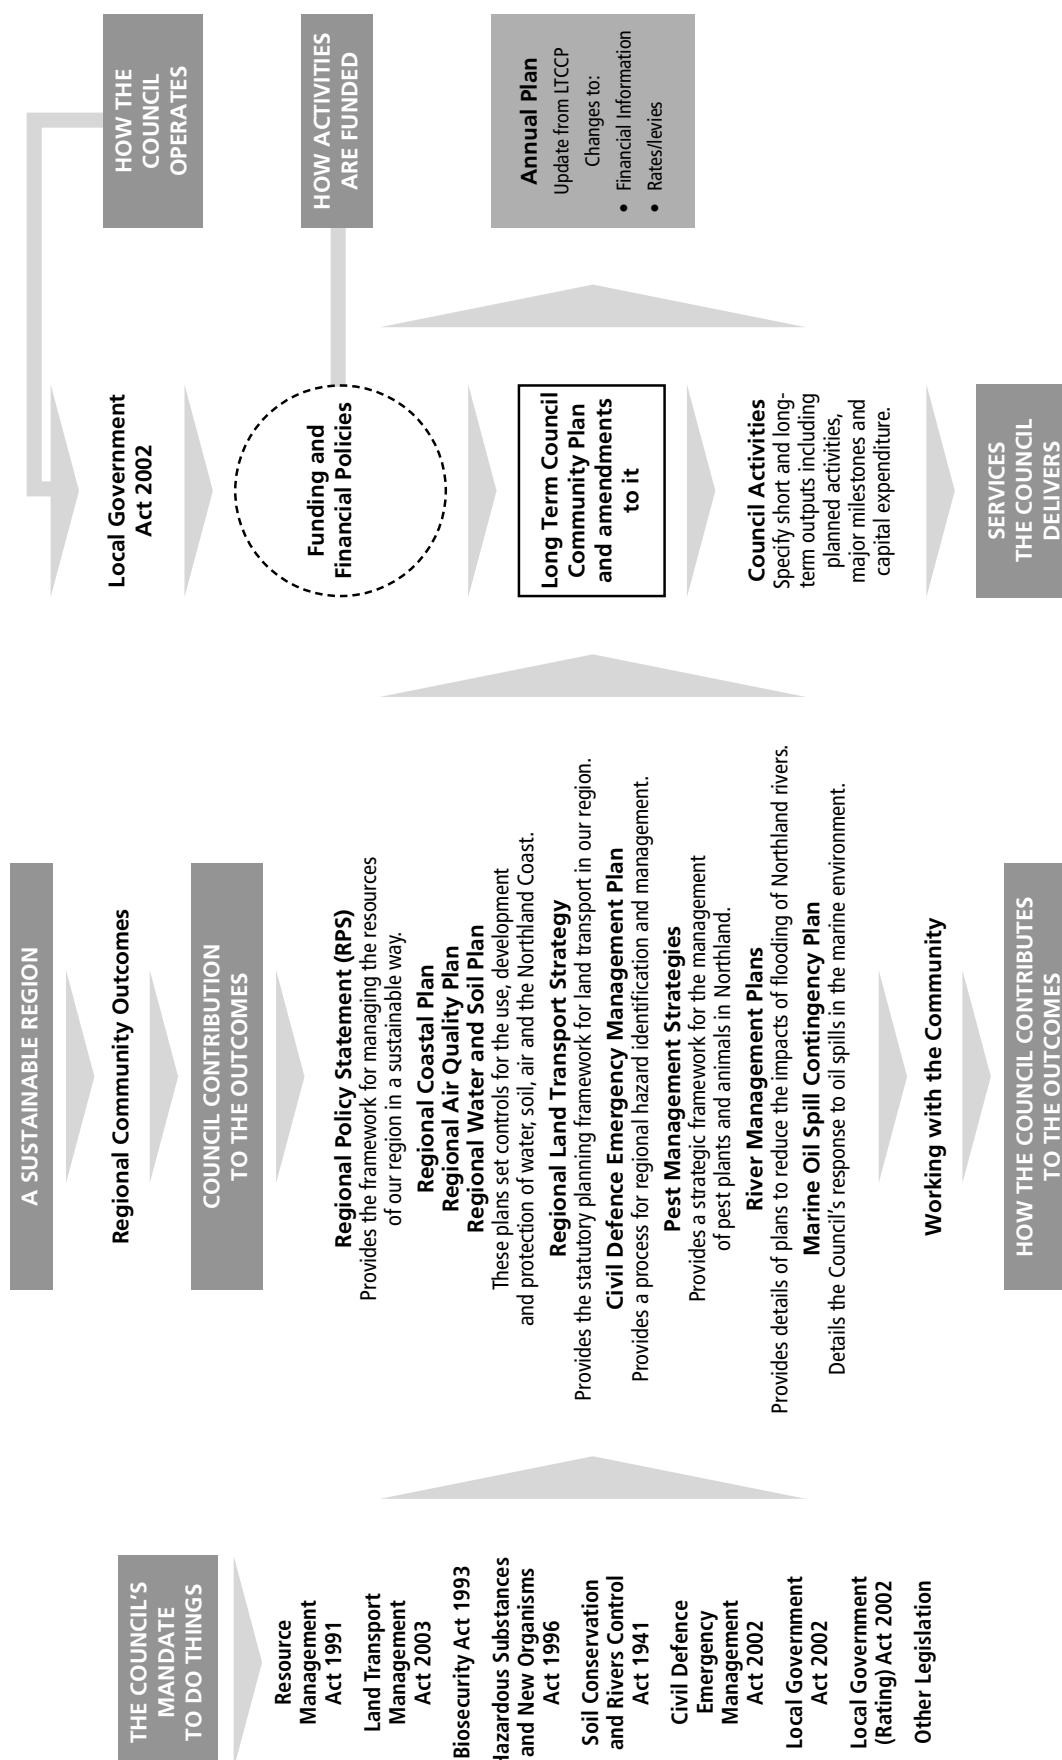 THE COUNCIL'S
MANDATE
TO DO THINGS
Resource
Management
Act 1991
Land Transport
Management
Act 2003
Biosecurity Act 1993
Hazardous Substances
and New Organisms
Act 1996
Soil Conservation
and Rivers Control
Act 1941
Civil Defence
Emergency
Management
Act 2002
Local Government
Act 2002
Local Government
(Rating) Act 2002
Other Legislation
A SUSTAINABLE REGION
Regional Community Outcomes
COUNCIL CONTRIBUTION
TO THE OUTCOMES
Regional Policy Statement (RPS)
Provides the framework for managing the resources
of our region in a sustainable way.
Regional Coastal Plan
Regional Air Quality Plan
Regional Water and Soil Plan
These plans set controls for the use, development
and protection of water, soil, air and the Northland Coast.
Regional Land Transport Strategy
Provides the statutory planning framework for land transport in our region.
Civil Defence Emergency Management Plan
Provides a process for regional hazard identification and management.
Pest Management Strategies
Provides a strategic framework for the management
of pest plants and animals in Northland.
River Management Plans
Provides details of plans to reduce the impacts of flooding of Northland rivers.
Marine Oil Spill Contingency Plan
Details the Council's response to oil spills in the marine environment.
Working with the Community
HOW THE COUNCIL CONTRIBUTES
TO THE OUTCOMES
Local Government
Act 2002
Funding and
Financial Policies
Long Term Council
Community Plan
and amendments
to it
Council Activities
Specify short and long-
term outputs including
planned activities,
major milestones and
capital expenditure.
SERVICES
THE COUNCIL
DELIVERS
HOW THE
COUNCIL
OPERATES
HOW ACTIVITIES
ARE FUNDED
Annual Plan
Update from LTCCP
Changes to:
• Financial Information
• Rates/levies